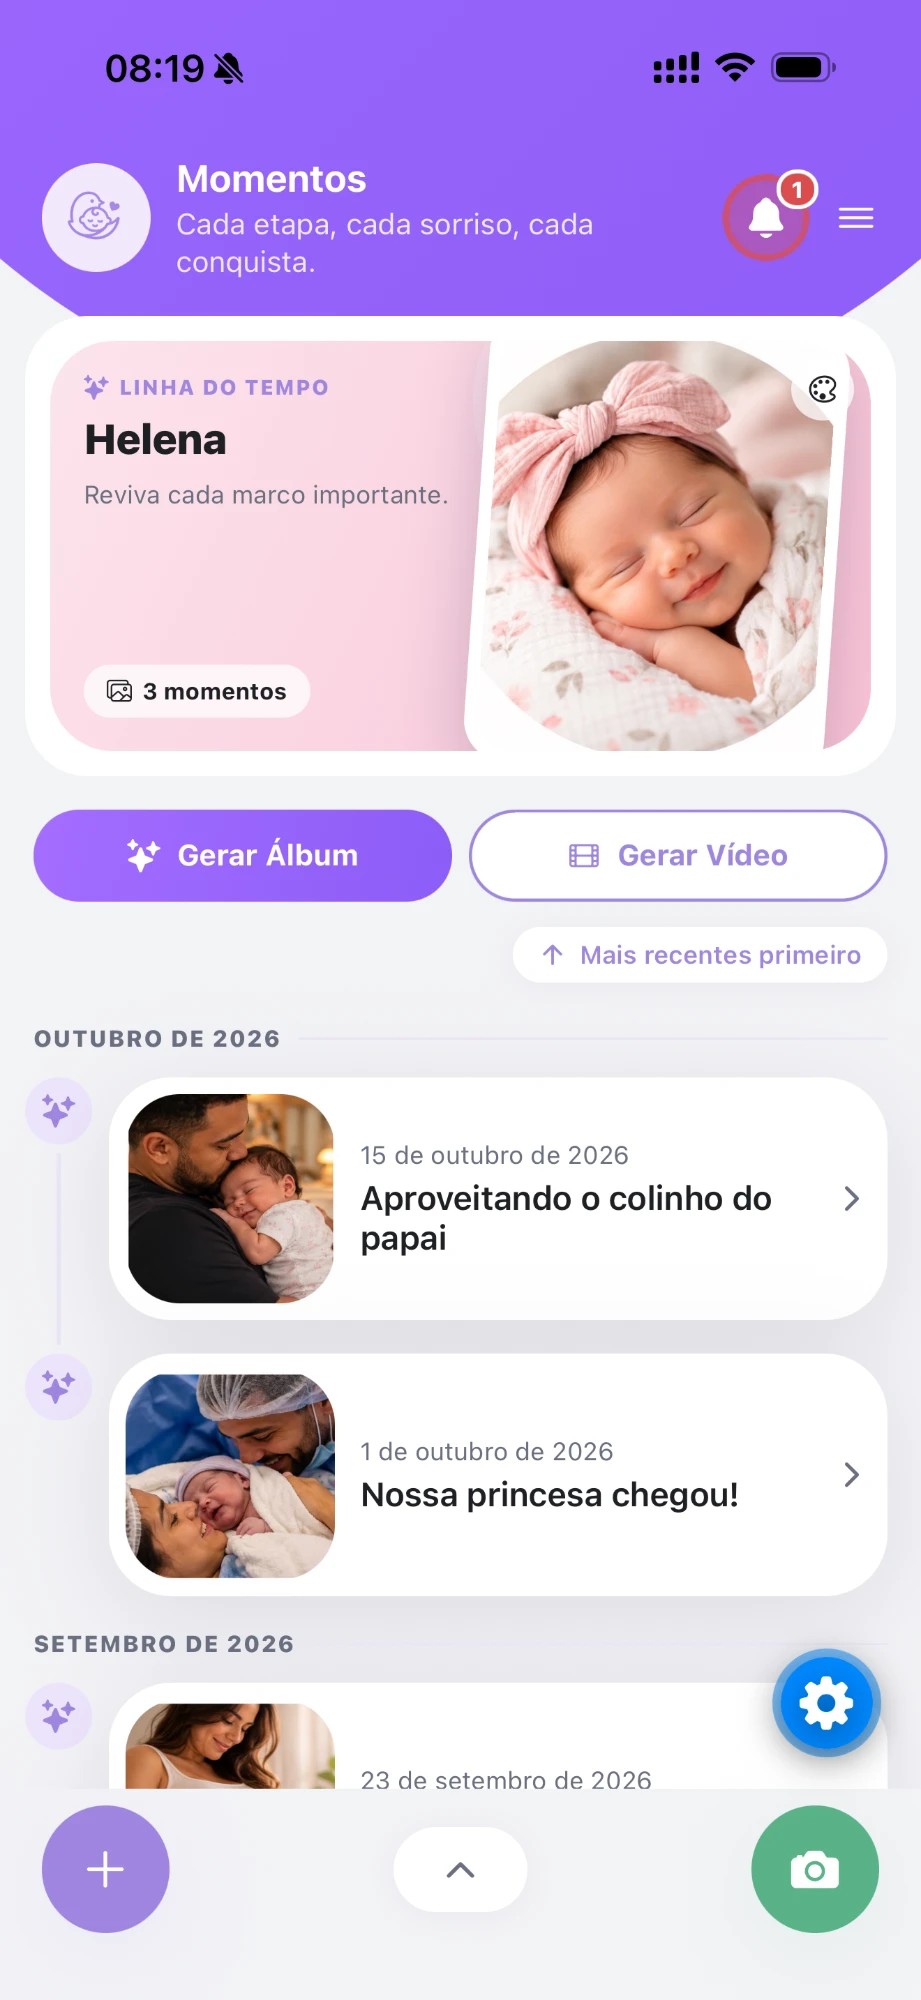 08:19
Momentos
Cada etapa, cada sorriso, cada
conquista.
1
LINHA DO TEMPO
Helena
Reviva cada marco importante.
3 momentos
Gerar Álbum
Gerar Vídeo
Mais recentes primeiro
OUTUBRO DE 2026
15 de outubro de 2026
Aproveitando o colinho do
papai
1 de outubro de 2026
Nossa princesa chegou!
SETEMBRO DE 2026
23 de setembro de 2026